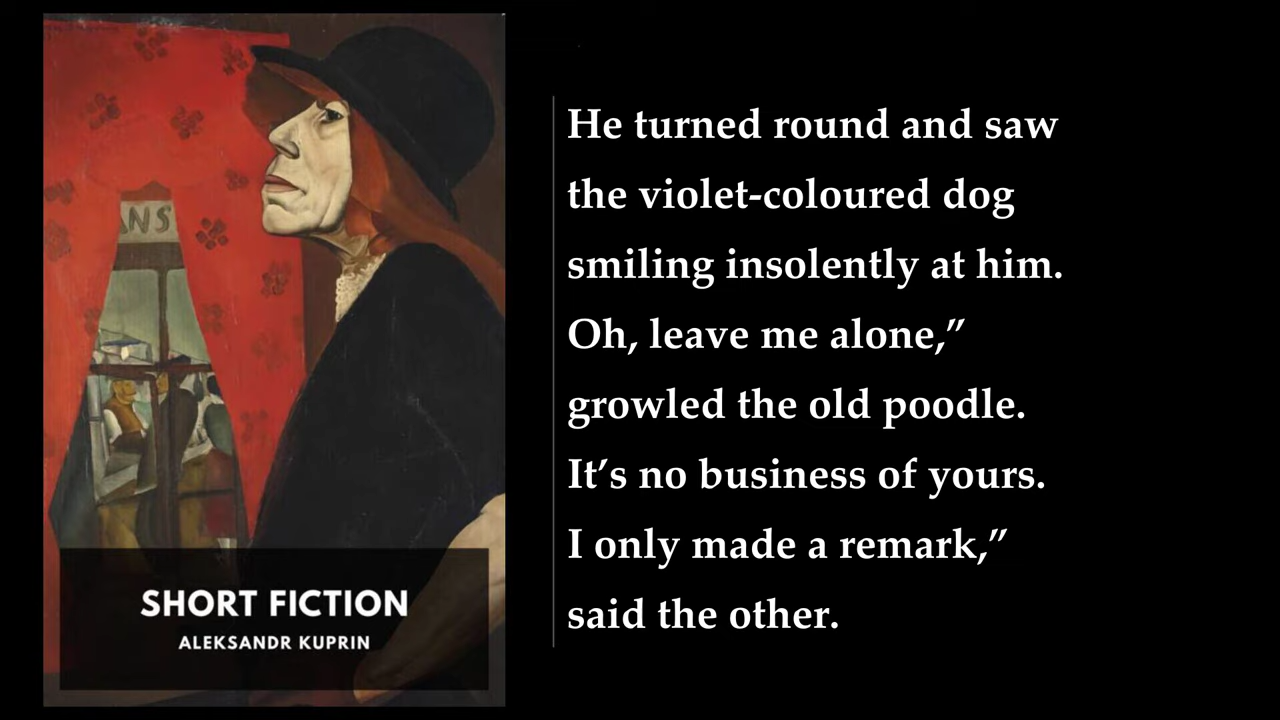 ANS
SHORT FICTION
ALEKSANDR KUPRIN
He turned round and saw
the violet-coloured dog
smiling insolently at him.
Oh, leave me alone,”
growled the old poodle.
It’s no business of yours.
I only made a remark,”
said the other.